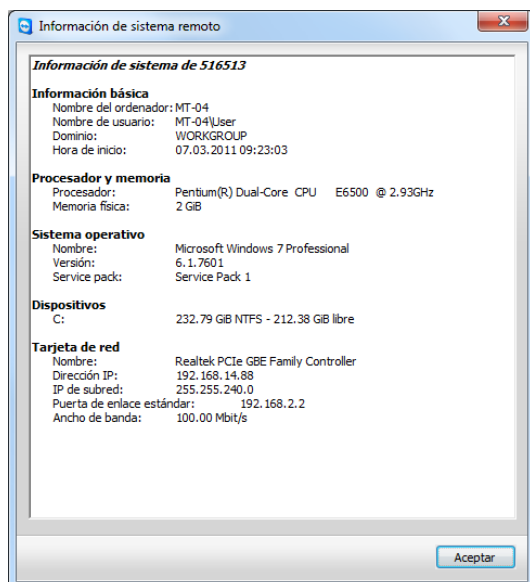 Información de sistema remoto
Información de sistema de 516513
Información básica
Nombre del ordenador: MT-04
Nombre de usuario: MT-04\User
Dominio: WORKGROUP
Hora de inicio: 07.03.2011 09:23:03
Procesador y memoria
Procesador: Pentium(R) Dual-Core CPU E6500 @ 2.93GHz
Memoria física: 2 GiB
Sistema operativo
Nombre: Microsoft Windows 7 Professional
Versión: 6.1.7601
Service pack: Service Pack 1
Dispositivos
C: 232.79 GiB NTFS - 212.38 GiB libre
Tarjeta de red
Nombre: Realtek PCIe GBE Family Controller
Dirección IP: 192.168.14.88
IP de subred: 255.255.240.0
Puerta de enlace estándar: 192.168.2.2
Ancho de banda: 100.00 Mbit/s
Aceptar